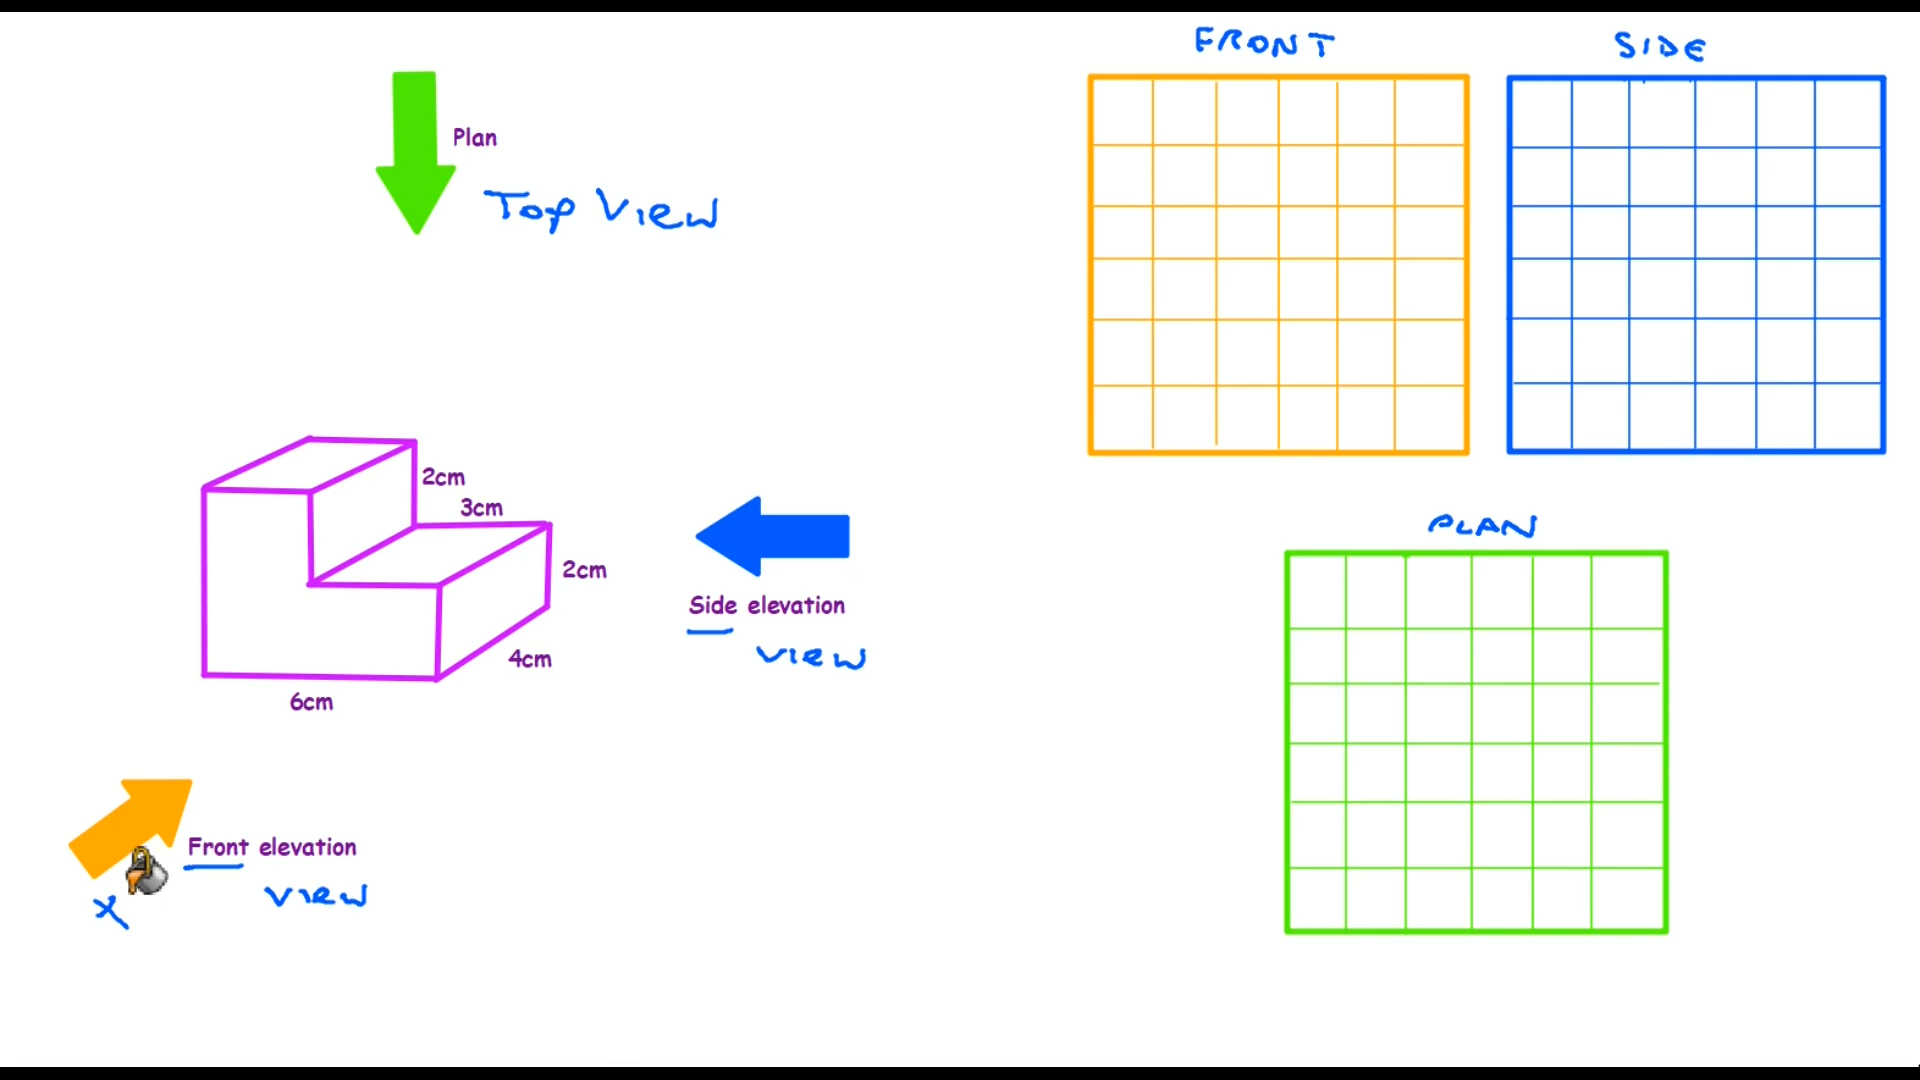 FRONT
SIDE
Plan
Top View
2cm
3cm
2cm
Side elevation
view
4cm
6cm
PLAN
Front elevation
view
x